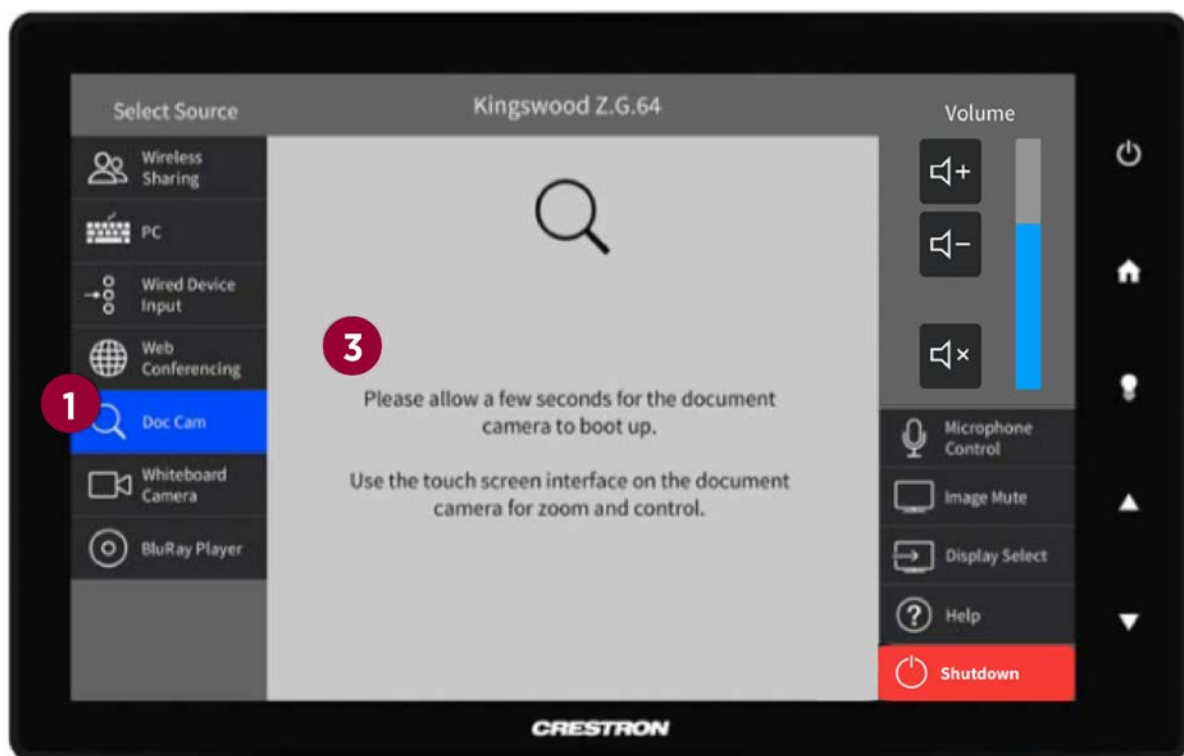 Select Source
Kingswood Z.G.64
Volume
Wireless
Sharing
PC
Wired Device
Input
Web
Conferencing
1
Doc Cam
Whiteboard
Camera
BluRay Player
3
Please allow a few seconds for the document
camera to boot up.
Use the touch screen interface on the document
camera for zoom and control.
Microphone
Control
Image Mute
Display Select
Help
Shutdown
CRESTRON